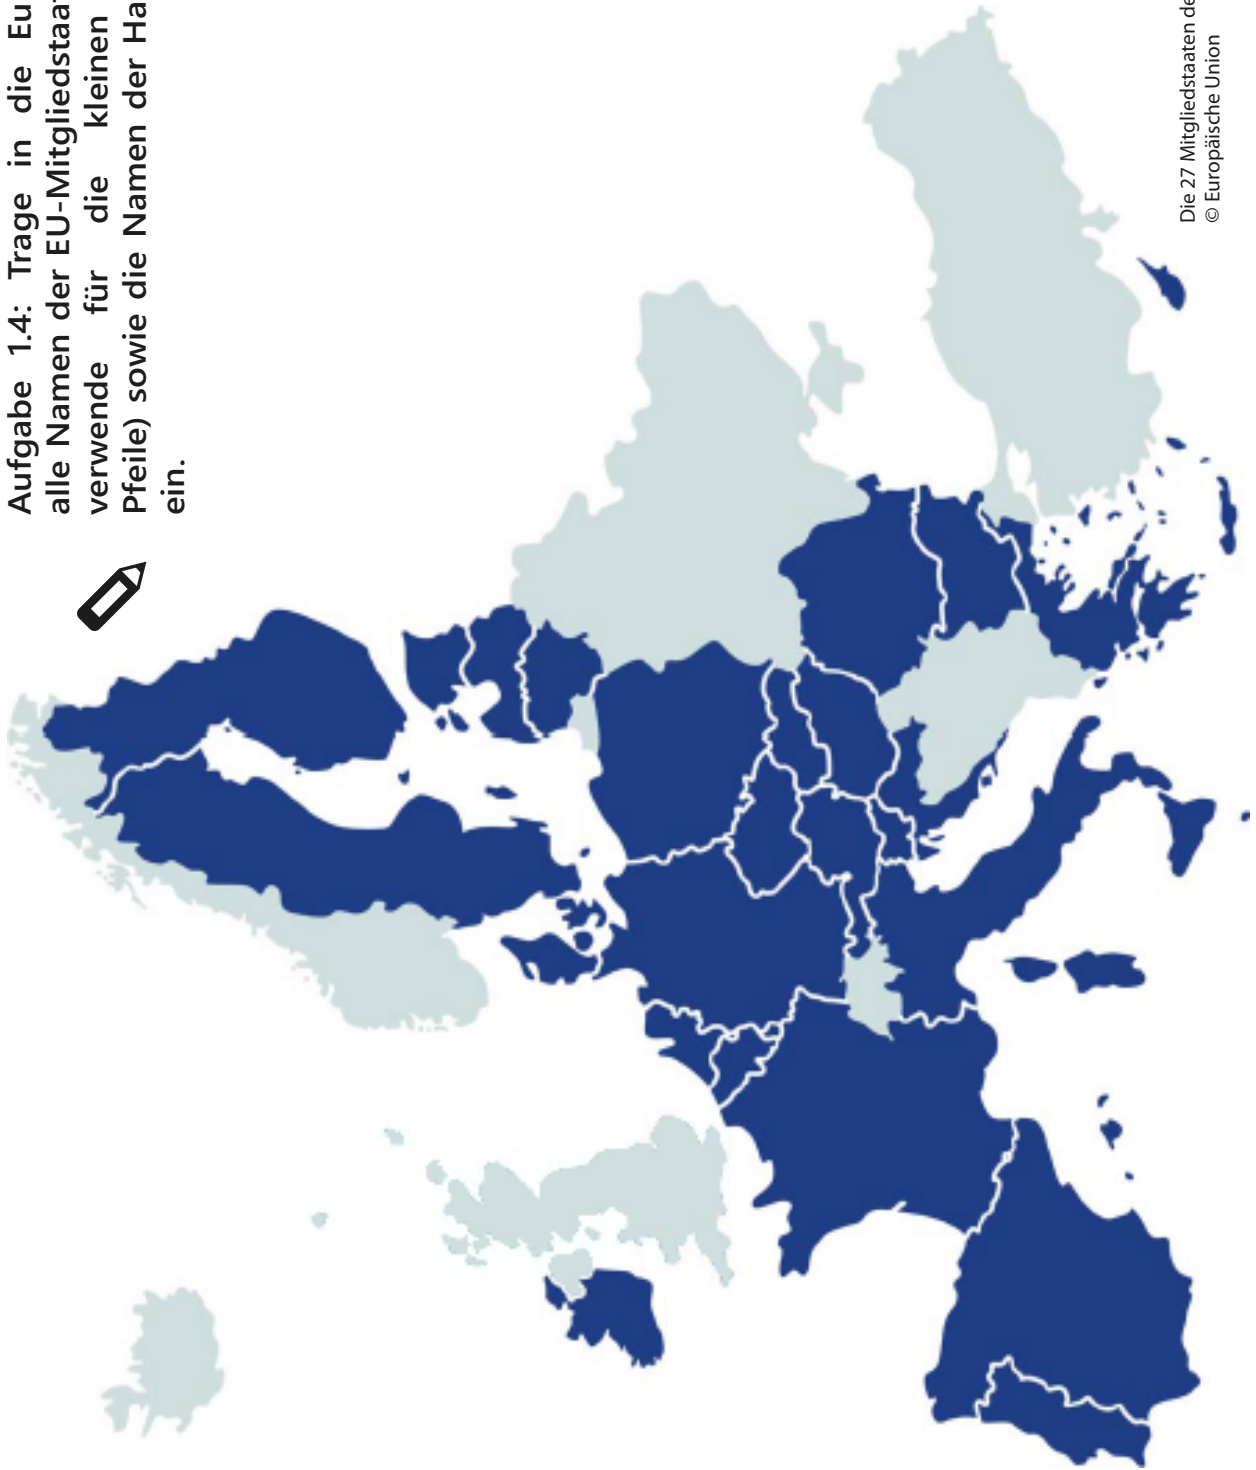 Aufgabe 1.4: Trage in die Eu
alle Namen der EU-Mitgliedstaa
verwende für die kleinen
Pfeile) sowie die Namen der Ha
ein.
Die 27 Mitgliedstaaten de
© Europäische Union